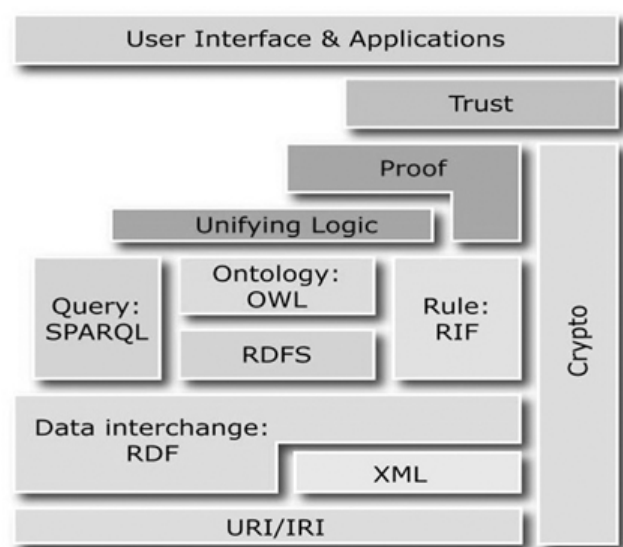 User Interface & Applications
Trust
Proof
Unifying Logic
Query:
SPARQL
Ontology:
OWL
Rule:
RIF
RDFS
Crypto
Data interchange:
RDF
XML
URI/IRI